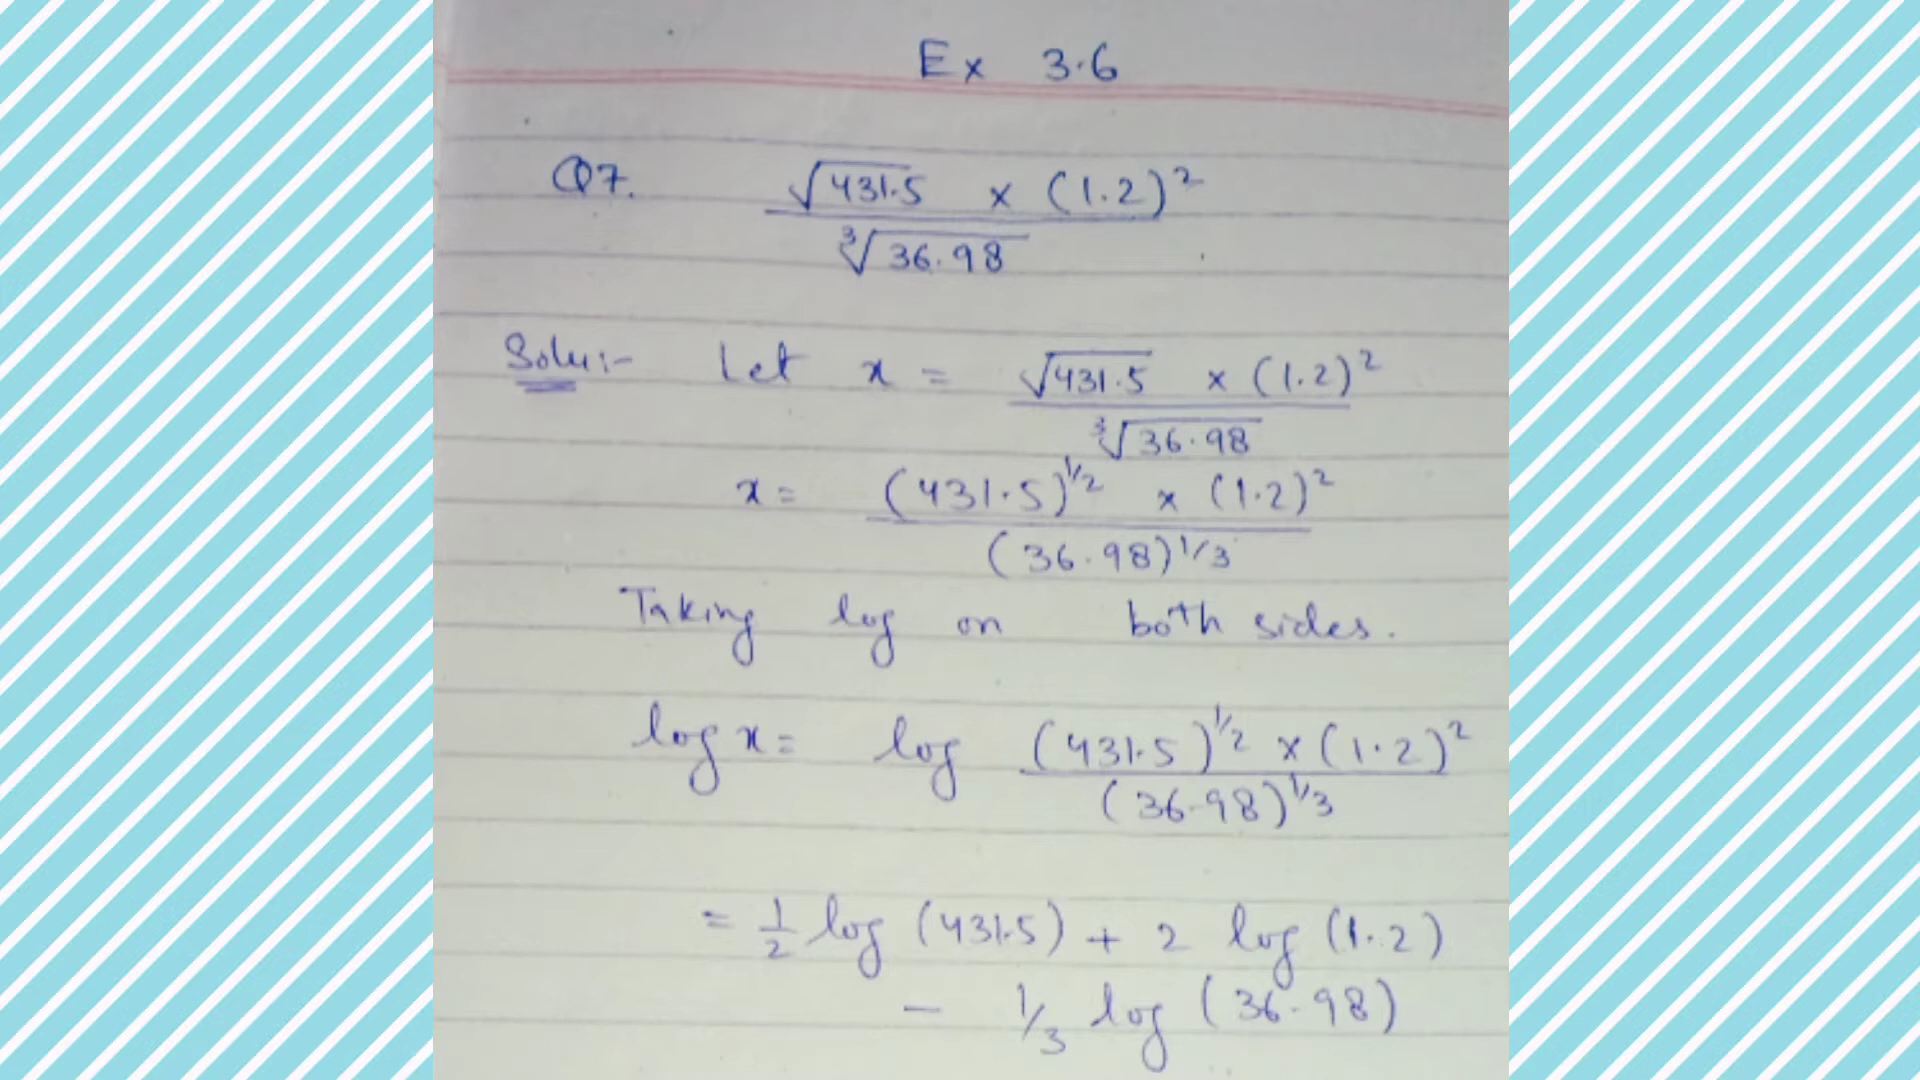 Ex 3.6
Q7. √431.5 × (1.2)²
³√36.98
Solu:- Let x = √431.5 × (1.2)²
³√36.98
x = (431.5)^1/2 × (1.2)²
(36.98)^1/3
Taking log on both sides.
log x = log (431.5)^1/2 × (1.2)²
(36.98)^1/3
= 1/2 log (431.5) + 2 log (1.2)
- 1/3 log (36.98)